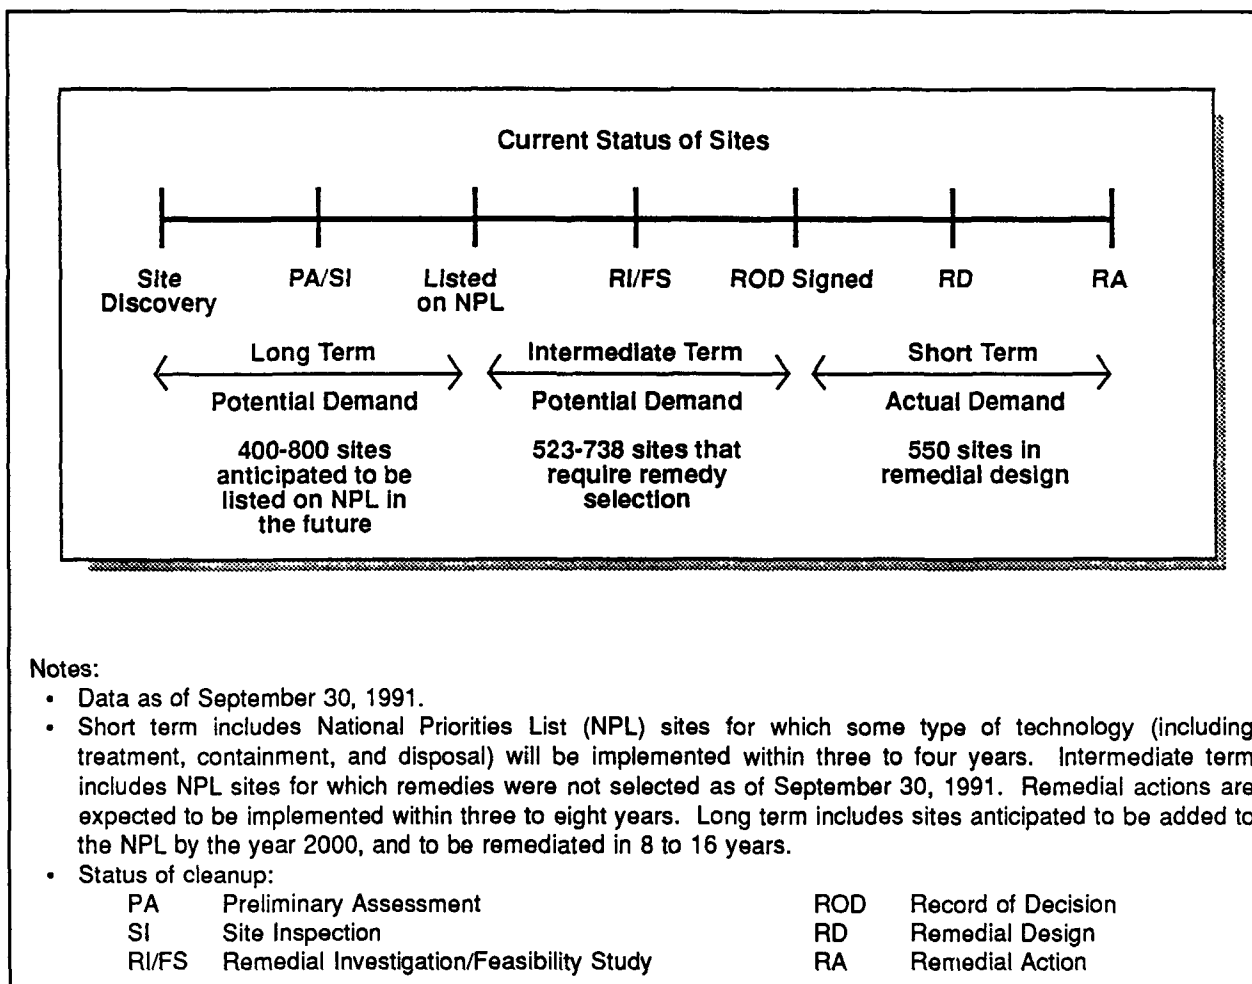 Current Status of Sites
Site Discovery
PA/SI
Listed on NPL
RI/FS
ROD Signed
RD
RA
Long Term
Potential Demand
400-800 sites
anticipated to be
listed on NPL in
the future
Intermediate Term
Potential Demand
523-738 sites that
require remedy
selection
Short Term
Actual Demand
550 sites in
remedial design
Notes:
• Data as of September 30, 1991.
• Short term includes National Priorities List (NPL) sites for which some type of technology (including
treatment, containment, and disposal) will be implemented within three to four years. Intermediate term
includes NPL sites for which remedies were not selected as of September 30, 1991. Remedial actions are
expected to be implemented within three to eight years. Long term includes sites anticipated to be added to
the NPL by the year 2000, and to be remediated in 8 to 16 years.
• Status of cleanup:
PA Preliminary Assessment ROD Record of Decision
SI Site Inspection RD Remedial Design
RI/FS Remedial Investigation/Feasibility Study RA Remedial Action